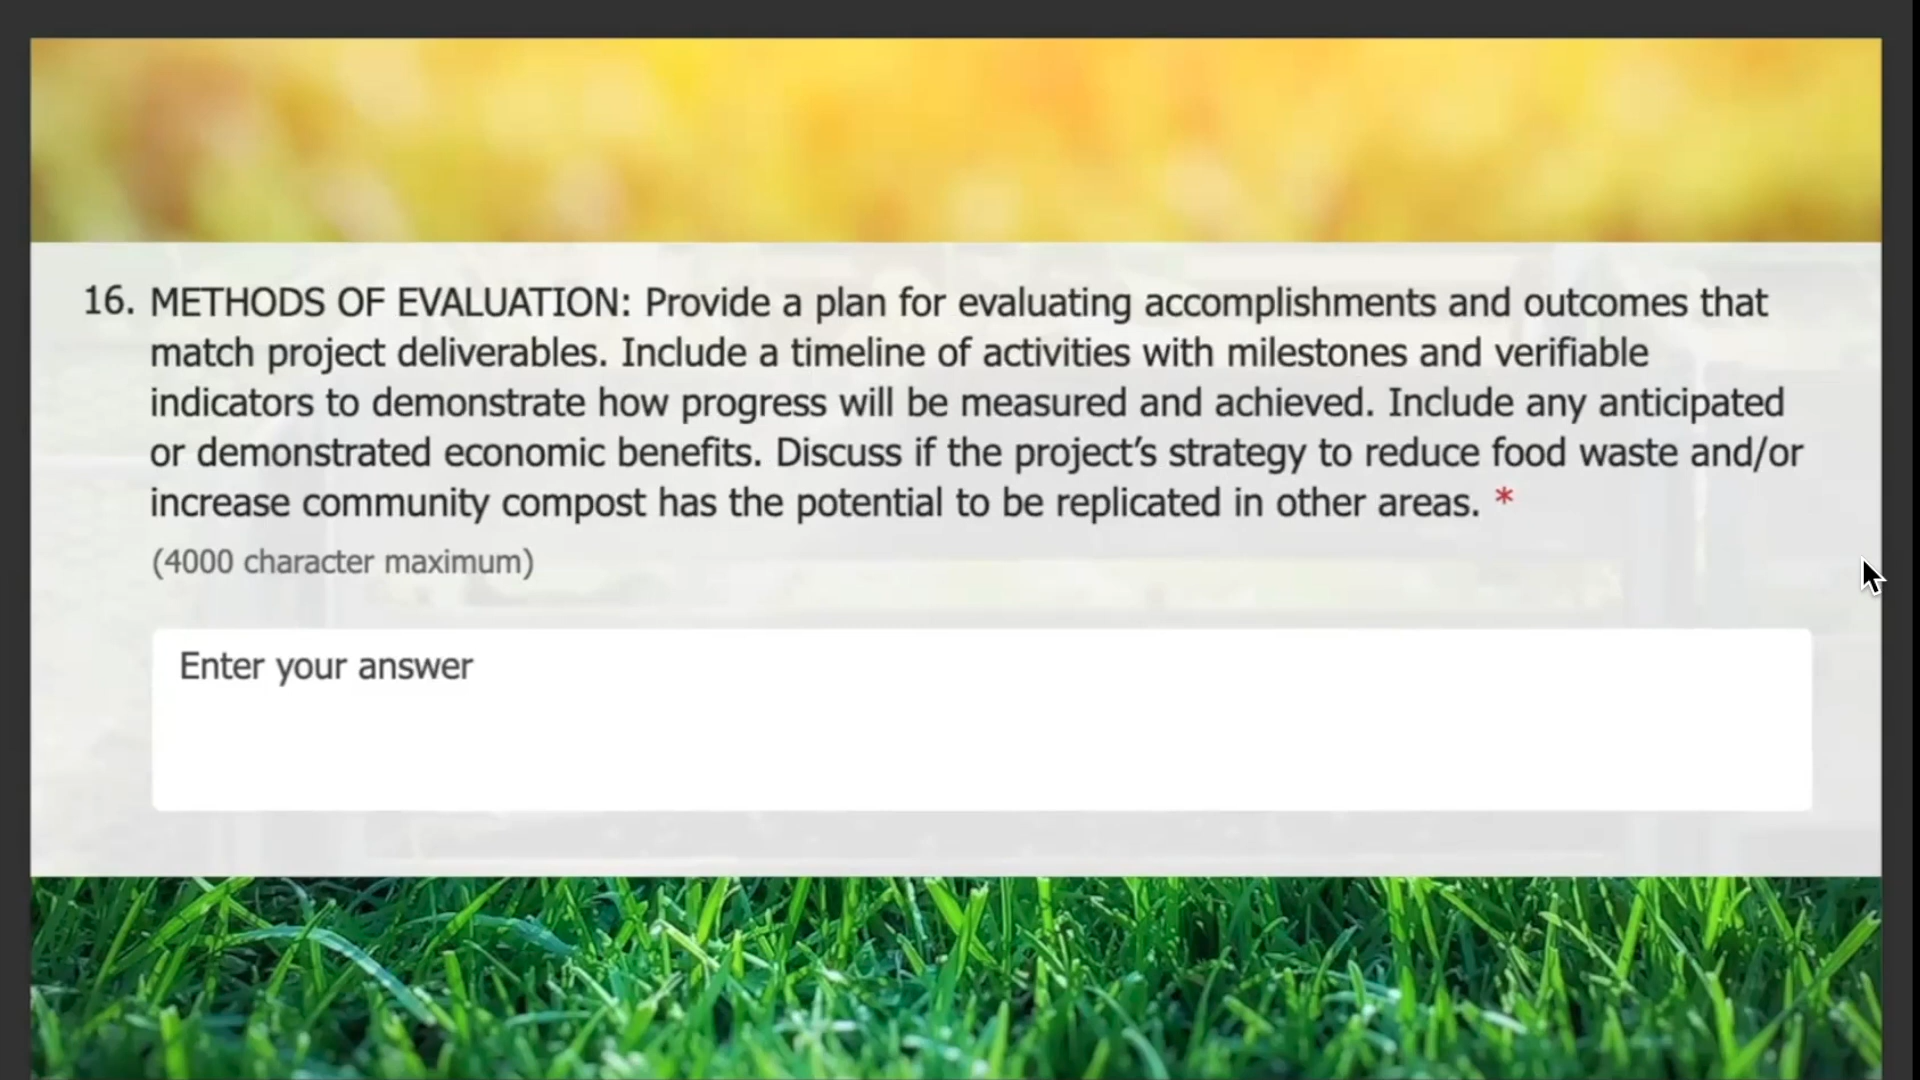 16. METHODS OF EVALUATION: Provide a plan for evaluating accomplishments and outcomes that
match project deliverables. Include a timeline of activities with milestones and verifiable
indicators to demonstrate how progress will be measured and achieved. Include any anticipated
or demonstrated economic benefits. Discuss if the project’s strategy to reduce food waste and/or
increase community compost has the potential to be replicated in other areas. *
(4000 character maximum)
Enter your answer